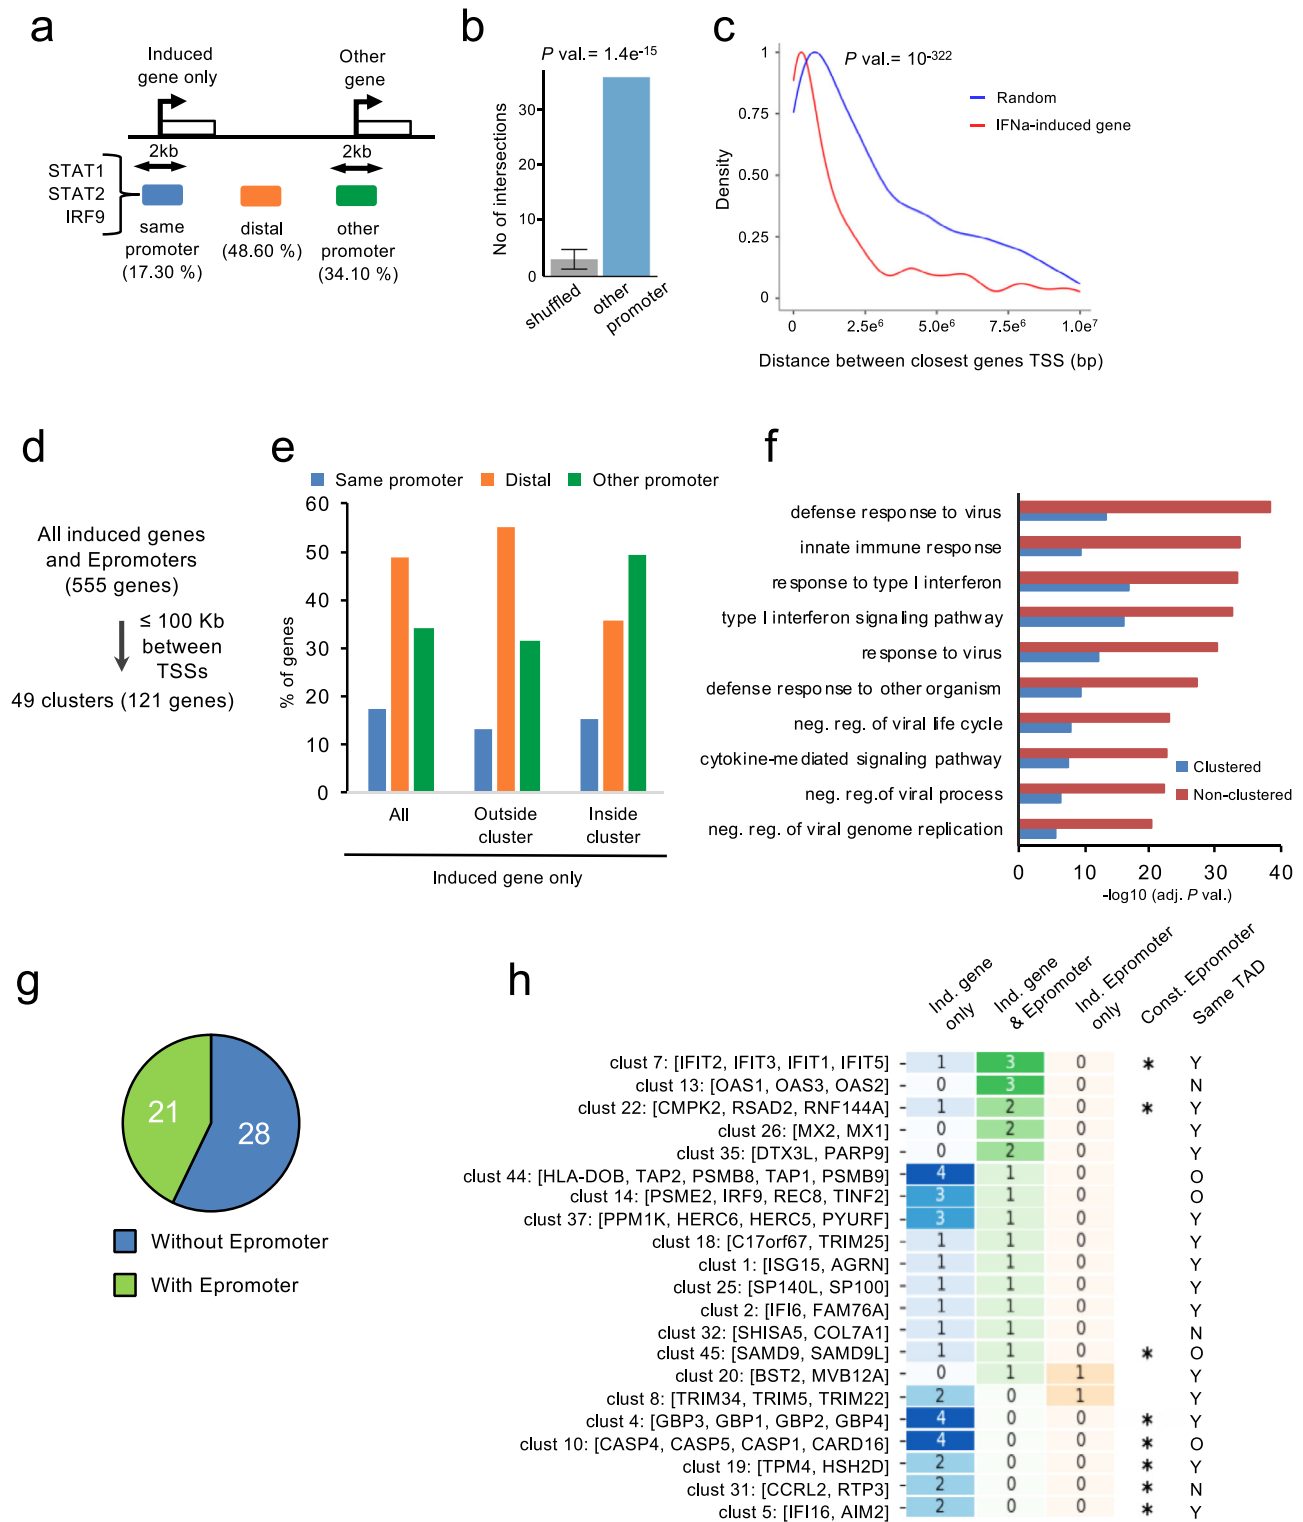 a
Induced
gene only
Other
gene
2kb
2kb
STAT1
STAT2
IRF9
same
promoter
(17.30 %)
distal
(48.60 %)
other
promoter
(34.10 %)
b
P val.= 1.4e-15
No of intersections
30
20
10
0
shuffled
other
promoter
c
P val.= 10-322
Random
IFNa-induced gene
Density
1
0.75
0.50
0.25
0
0
2.5e6
5.0e6
7.5e6
1.0e7
Distance between closest genes TSS (bp)
d
All induced genes
and Epromoters
(555 genes)
≤ 100 Kb
between
TSSs
49 clusters (121 genes)
e
Same promoter
Distal
Other promoter
% of genes
60
50
40
30
20
10
0
All
Outside
cluster
Inside
cluster
Induced gene only
f
defense response to virus
innate immune response
response to type I interferon
type I interferon signaling pathway
response to virus
defense response to other organism
neg. reg. of viral life cycle
cytokine-mediated signaling pathway
neg. reg.of viral process
neg. reg. of viral genome replication
Clustered
Non-clustered
0 10 20 30 40
-log10 (adj. P val.)
g
21
28
Without Epromoter
With Epromoter
h
Ind. gene
only
Ind. gene
& Epromoter
Ind. Epromoter
only
Const. Epromoter
Same TAD
clust 7: [IFIT2, IFIT3, IFIT1, IFIT5] 1 3 0 * Y
clust 13: [OAS1, OAS3, OAS2] 0 3 0 N
clust 22: [CMPK2, RSAD2, RNF144A] 1 2 0 * Y
clust 26: [MX2, MX1] 0 2 0 Y
clust 35: [DTX3L, PARP9] 0 2 0 Y
clust 44: [HLA-DOB, TAP2, PSMB8, TAP1, PSMB9] 4 1 0 O
clust 14: [PSME2, IRF9, REC8, TINF2] 3 1 0 O
clust 37: [PPM1K, HERC6, HERC5, PYURF] 3 1 0 Y
clust 18: [C17orf67, TRIM25] 1 1 0 Y
clust 1: [ISG15, AGRN] 1 1 0 Y
clust 25: [SP140L, SP100] 1 1 0 Y
clust 2: [IFI6, FAM76A] 1 1 0 Y
clust 32: [SHISA5, COL7A1] 1 1 0 N
clust 45: [SAMD9, SAMD9L] 1 1 0 * O
clust 20: [BST2, MVB12A] 0 1 1 Y
clust 8: [TRIM34, TRIM5, TRIM22] 2 0 1 Y
clust 4: [GBP3, GBP1, GBP2, GBP4] 4 0 0 * Y
clust 10: [CASP4, CASP5, CASP1, CARD16] 4 0 0 * O
clust 19: [TPM4, HSH2D] 2 0 0 * Y
clust 31: [CCRL2, RTP3] 2 0 0 * N
clust 5: [IFI16, AIM2] 2 0 0 * Y